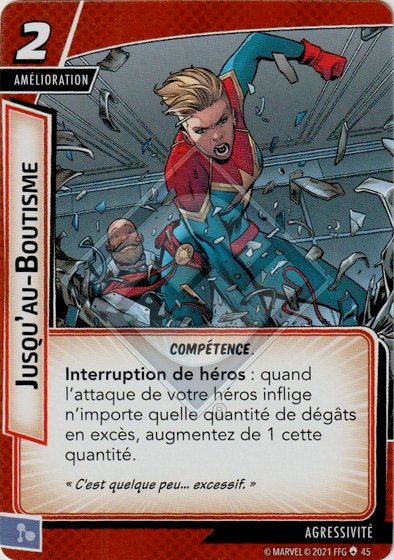 2
AMÉLIORATION
JUSQU'AU-BOUTISME
COMPÉTENCE.
Interruption de héros : quand
l'attaque de votre héros inflige
n'importe quelle quantité de dégâts
en excès, augmentez de 1 cette
quantité.
« C'est quelque peu... excessif. »
AGRESSIVITÉ
© MARVEL © 2021 FFG 45